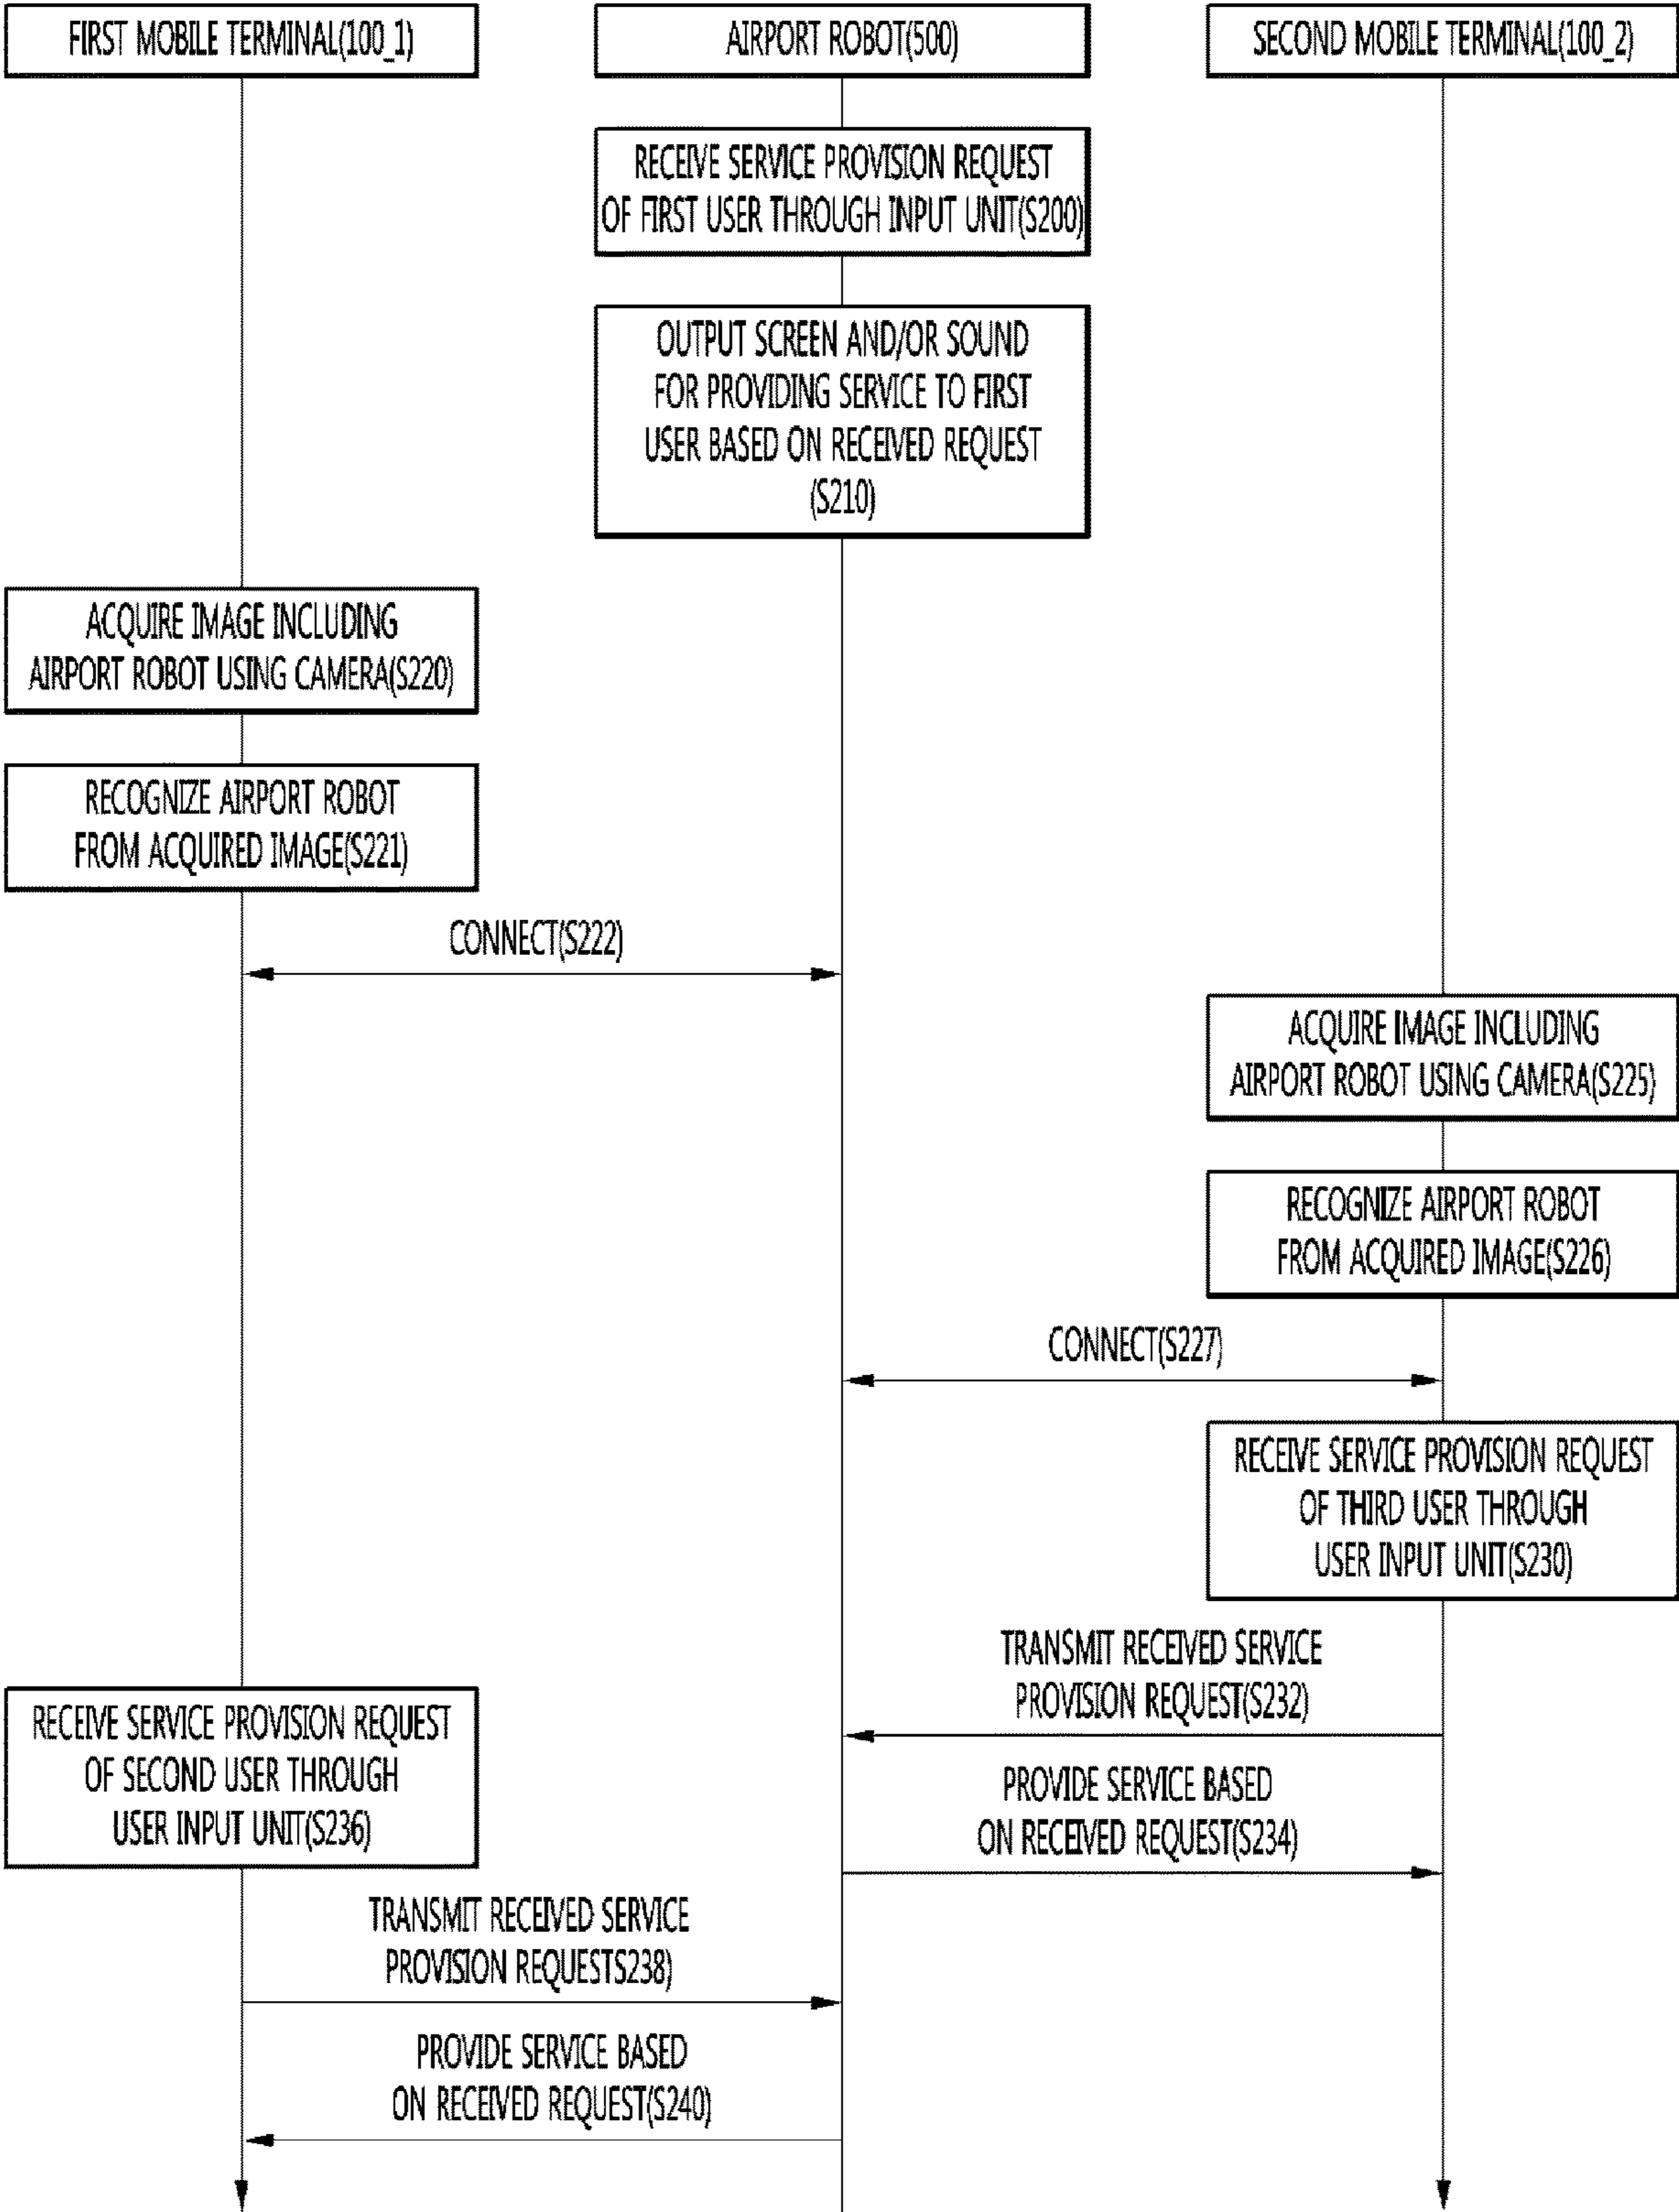 FIRST MOBILE TERMINAL(100_1)
AIRPORT ROBOT(500)
SECOND MOBILE TERMINAL(100_2)
RECEIVE SERVICE PROVISION REQUEST
OF FIRST USER THROUGH INPUT UNIT(S200)
OUTPUT SCREEN AND/OR SOUND
FOR PROVIDING SERVICE TO FIRST
USER BASED ON RECEIVED REQUEST
(S210)
ACQUIRE IMAGE INCLUDING
AIRPORT ROBOT USING CAMERA(S220)
RECOGNIZE AIRPORT ROBOT
FROM ACQUIRED IMAGE(S221)
CONNECT(S222)
ACQUIRE IMAGE INCLUDING
AIRPORT ROBOT USING CAMERA(S225)
RECOGNIZE AIRPORT ROBOT
FROM ACQUIRED IMAGE(S226)
CONNECT(S227)
RECEIVE SERVICE PROVISION REQUEST
OF THIRD USER THROUGH
USER INPUT UNIT(S230)
TRANSMIT RECEIVED SERVICE
PROVISION REQUEST(S232)
RECEIVE SERVICE PROVISION REQUEST
OF SECOND USER THROUGH
USER INPUT UNIT(S236)
PROVIDE SERVICE BASED
ON RECEIVED REQUEST(S234)
TRANSMIT RECEIVED SERVICE
PROVISION REQUESTS238)
PROVIDE SERVICE BASED
ON RECEIVED REQUEST(S240)